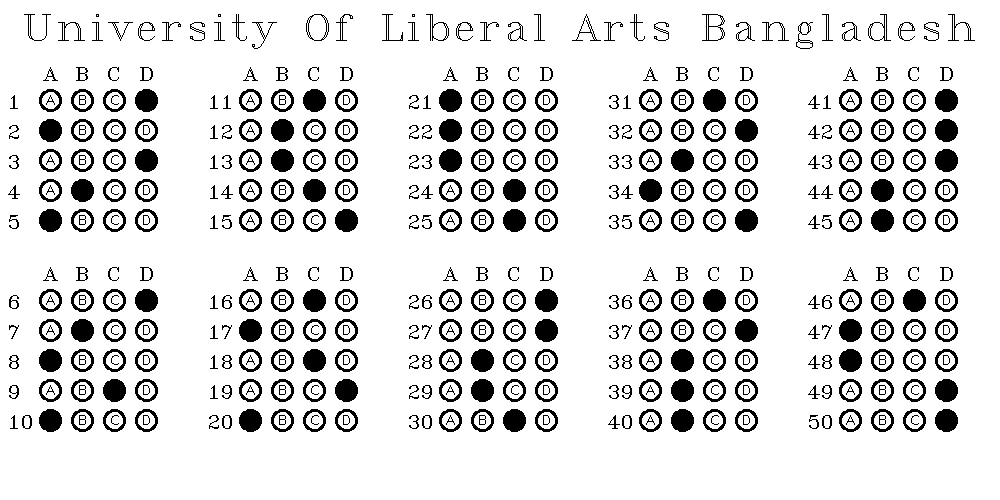 University Of Liberal Arts Bangladesh
A B C D A B C D A B C D A B C D A B C D
1 A B C 11 A B D 21 B C D 31 A B D 41 A B C
2 B C D 12 A C D 22 B C D 32 A B C 42 A B C
3 A B C 13 A C D 23 B C D 33 A C D 43 A B C
4 A C D 14 A B D 24 A B D 34 B C D 44 A C D
5 B C D 15 A B C 25 A B D 35 A B C 45 A C D
A B C D A B C D A B C D A B C D A B C D
6 A B C 16 A B D 26 A B C 36 A B D 46 A B D
7 A C D 17 B C D 27 A B C 37 A B C 47 B C D
8 B C D 18 A B D 28 A C D 38 A C D 48 B C D
9 A B D 19 A B C 29 A C D 39 A C D 49 A B C
10 B C D 20 B C D 30 A B D 40 A C D 50 A B C